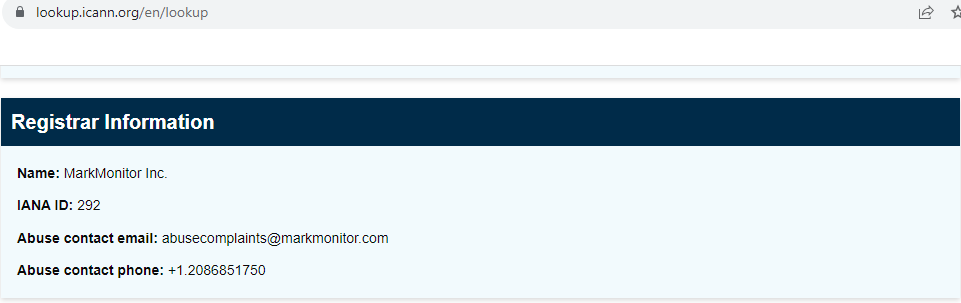 lookup.icann.org/en/lookup
Registrar Information
Name: MarkMonitor Inc.
IANA ID: 292
Abuse contact email: abusecomplaints@markmonitor.com
Abuse contact phone: +1.2086851750